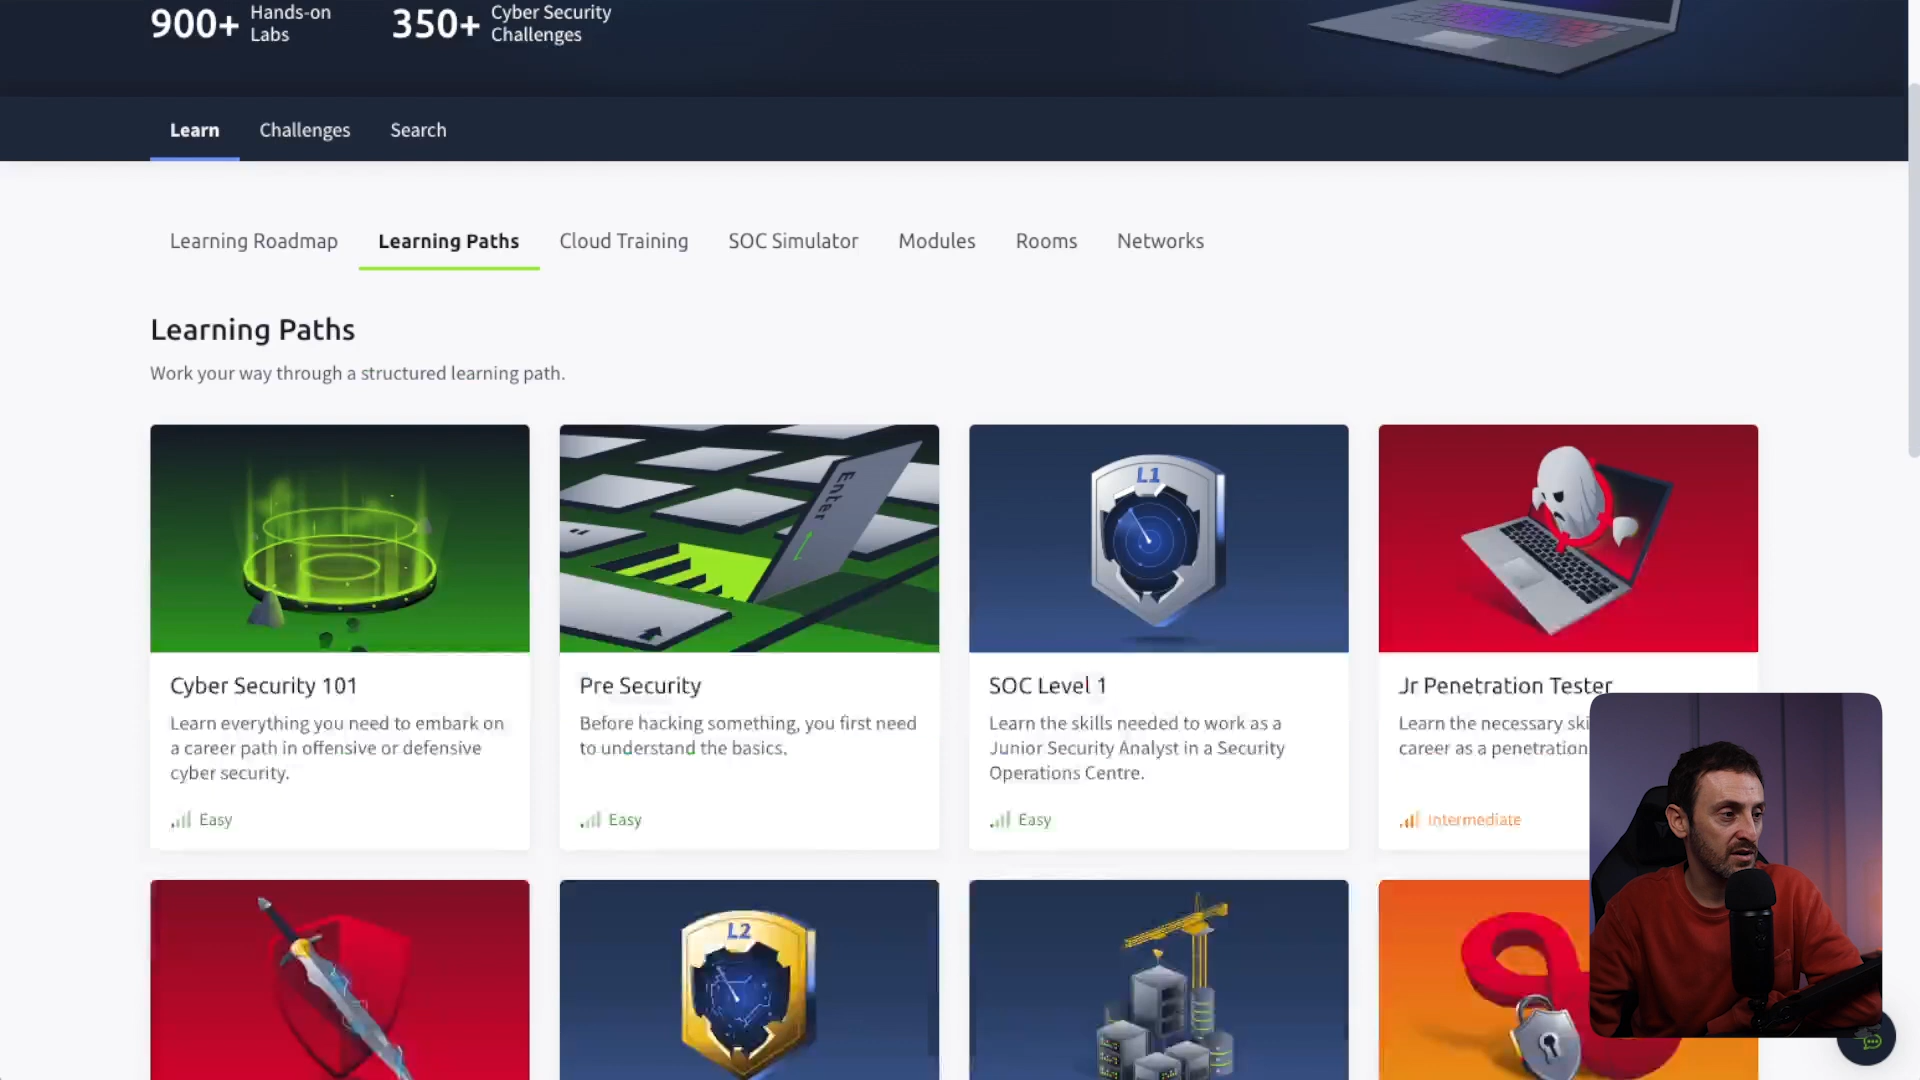 900+ Hands-on
Labs
350+ Cyber Security
Challenges
Learn Challenges Search
Learning Roadmap Learning Paths Cloud Training SOC Simulator Modules Rooms Networks
Learning Paths
Work your way through a structured learning path.
Enter
L1
Cyber Security 101
Learn everything you need to embark on
a career path in offensive or defensive
cyber security.
Easy
Pre Security
Before hacking something, you first need
to understand the basics.
Easy
SOC Level 1
Learn the skills needed to work as a
Junior Security Analyst in a Security
Operations Centre.
Easy
Jr Penetration Tester
Learn the necessary
career as a penetration
Intermediate
L2